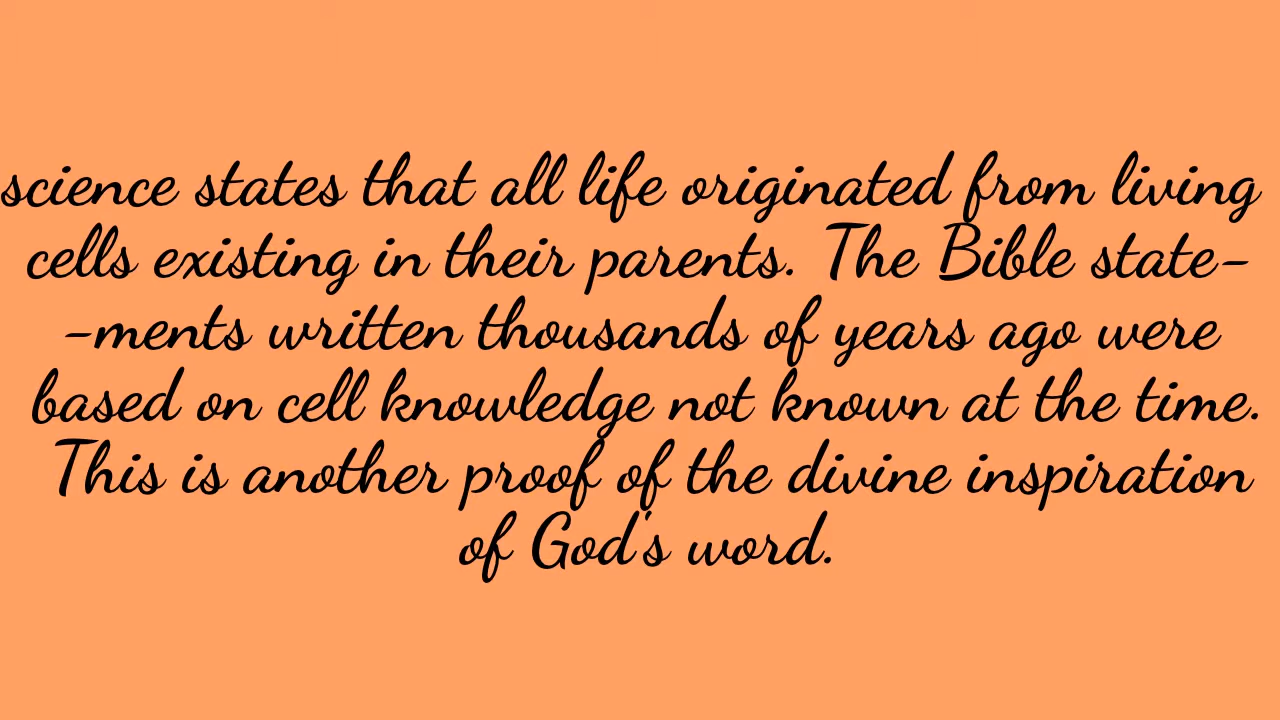 science states that all life originated from living
cells existing in their parents. The Bible state-
-ments written thousands of years ago were
based on cell knowledge not known at the time.
This is another proof of the divine inspiration
of God's word.